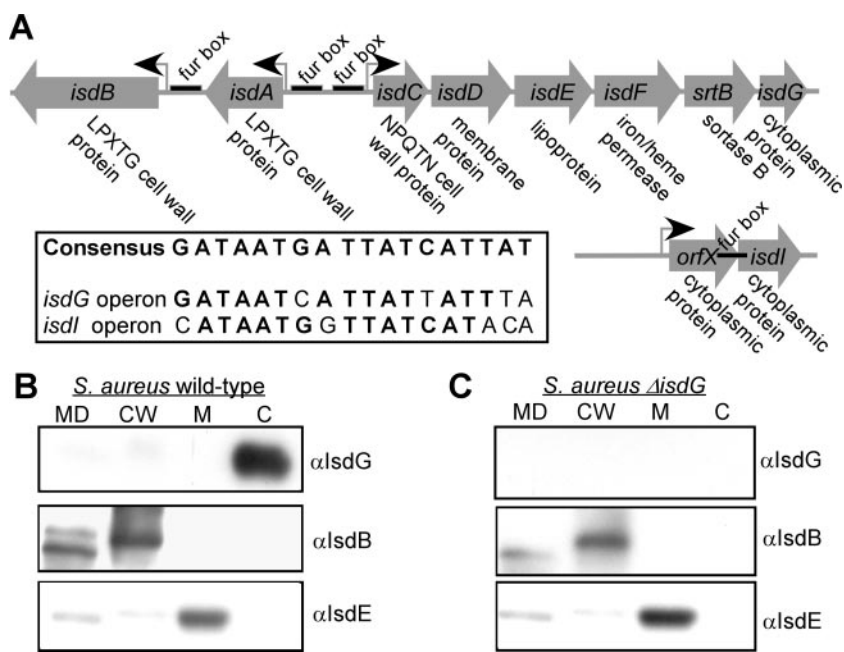 A
fur box
fur box
fur box
isdB
isdA
isdC
isdD
isdE
isdF
srtB
isdG
LPXTG cell wall
protein
LPXTG cell wall
protein
NPQTN cell
wall protein
membrane
protein
lipoprotein
iron/heme
permease
sortase B
cytoplasmic
protein
Consensus GATAATGATTATCATTAT
isdG operon GATAATCATTATTATTTA
isdI operon CATAATGGTTATCATACA
orfX
fur box
isdI
cytoplasmic
protein
cytoplasmic
protein
B
S. aureus wild-type
MD CW M C
αIsdG
αIsdB
αIsdE
C
S. aureus ΔisdG
MD CW M C
αIsdG
αIsdB
αIsdE